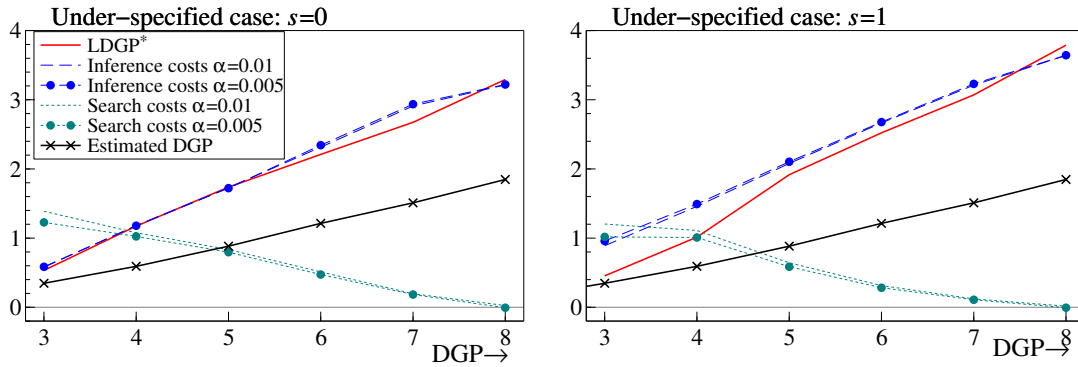 Under−specified case: s=0
4
LDGP*
Inference costs α=0.01
Inference costs α=0.005
Search costs α=0.01
Search costs α=0.005
Estimated DGP
3
2
1
0
3 4 5 6 7 8
DGP→
Under−specified case: s=1
4
3
2
1
0
3 4 5 6 7 8
DGP→